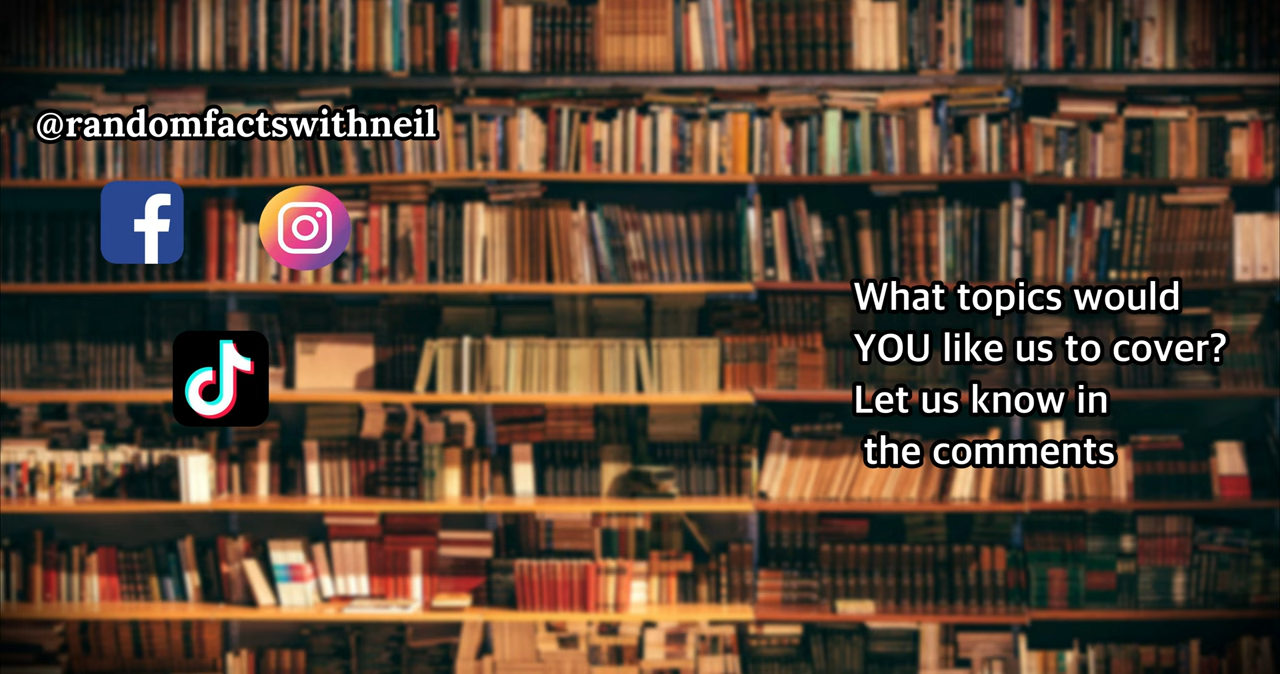 @randomfactswithneil
What topics would
YOU like us to cover?
Let us know in
the comments